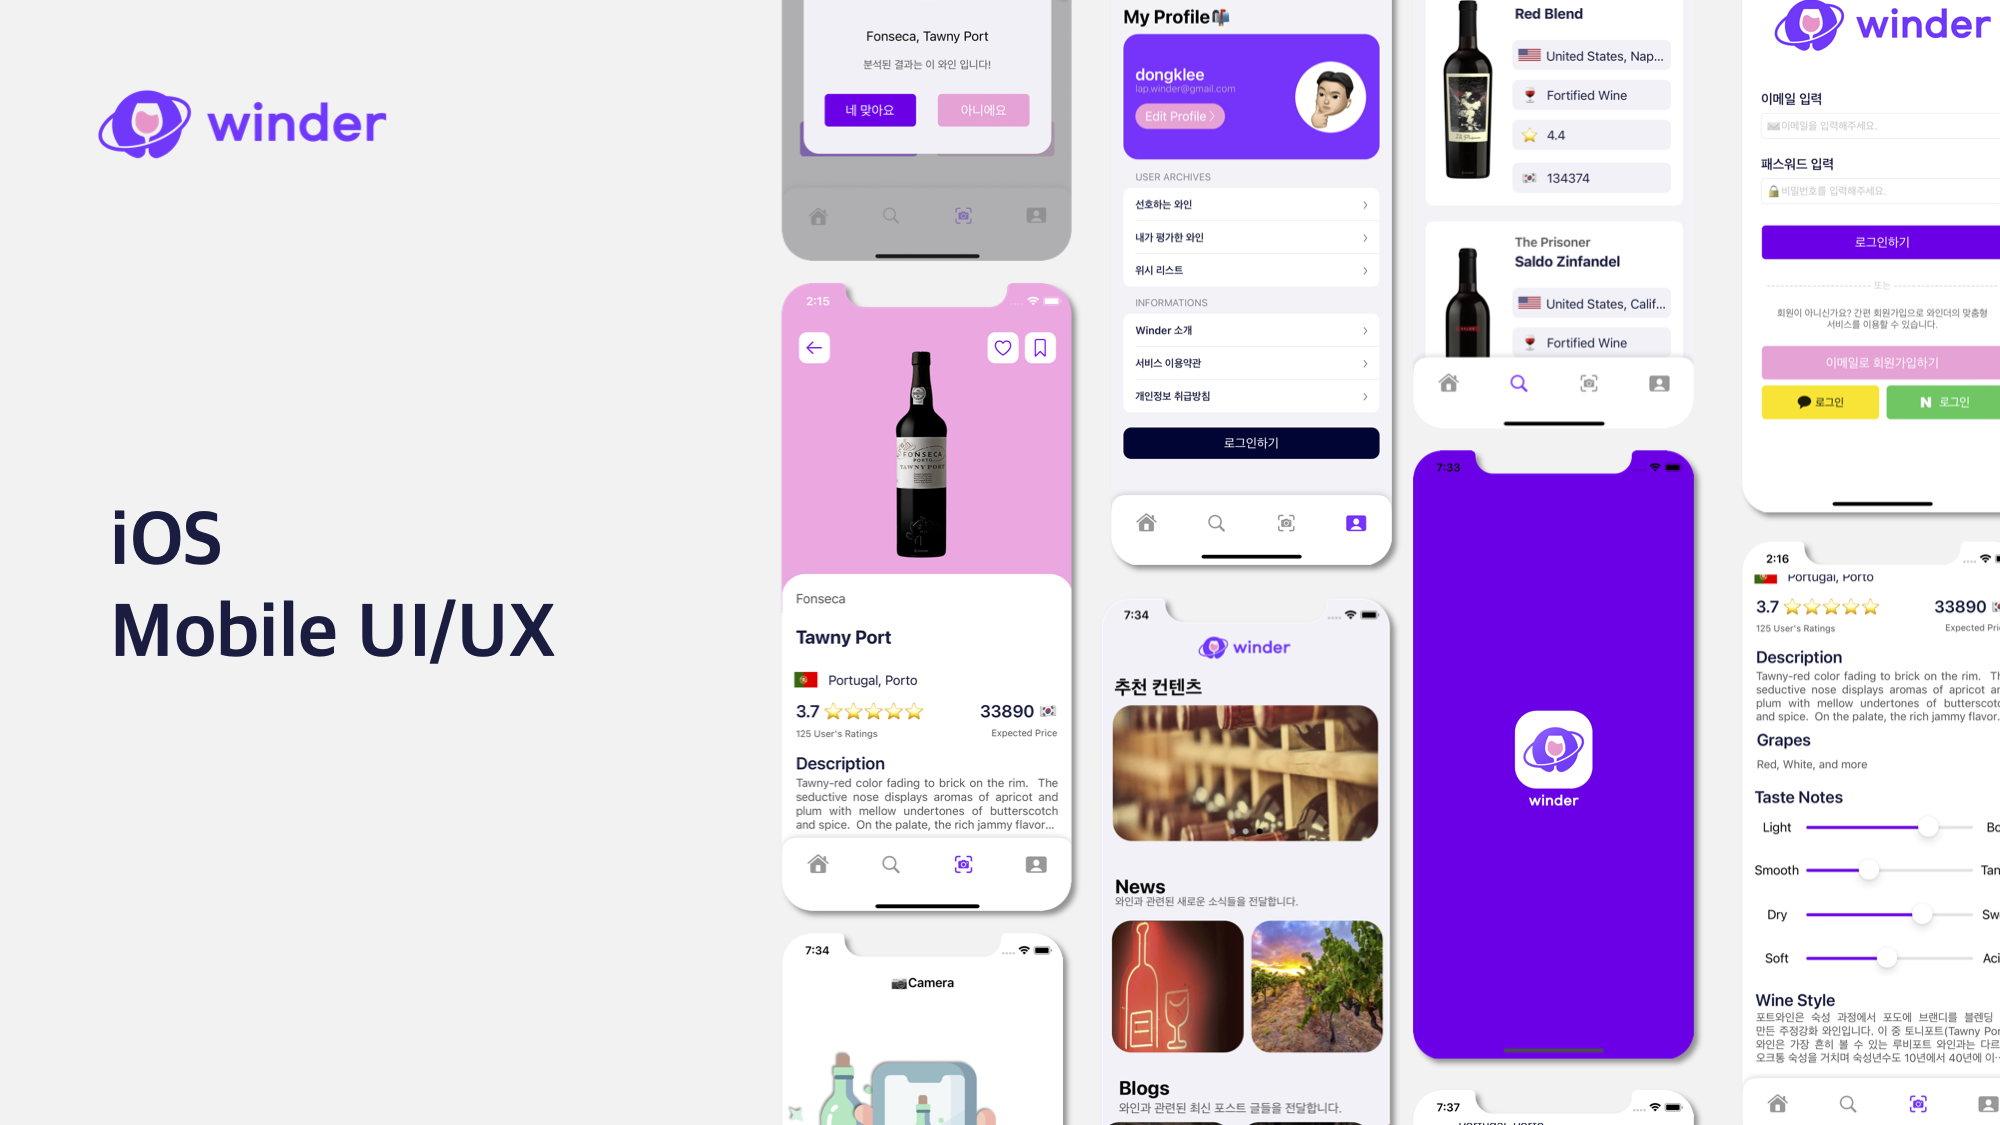 winder
iOS
Mobile UI/UX
Fonseca, Tawny Port
분석된 결과는 이 와인 입니다!
네 맞아요
아니에요
2:15
FONSECA
PORTO
TAWNY PORT
Fonseca
Tawny Port
Portugal, Porto
3.7
33890
125 User's Ratings
Expected Price
Description
Tawny-red color fading to brick on the rim. The
seductive nose displays aromas of apricot and
plum with mellow undertones of butterscotch
and spice. On the palate, the rich jammy flavor...
7:34
Camera
My Profile
dongklee
lap.winder@gmail.com
Edit Profile >
USER ARCHIVES
선호하는 와인
내가 평가한 와인
위시 리스트
INFORMATIONS
Winder 소개
서비스 이용약관
개인정보 취급방침
로그인하기
7:34
winder
추천 컨텐츠
News
와인과 관련된 새로운 소식들을 전달합니다.
Blogs
와인과 관련된 최신 포스트 글들을 전달합니다.
Red Blend
United States, Nap...
Fortified Wine
4.4
134374
The Prisoner
Saldo Zinfandel
United States, Calif...
Fortified Wine
7:33
winder
7:37
winder
이메일 입력
이메일을 입력해주세요.
패스워드 입력
비밀번호를 입력해주세요.
로그인하기
또는
회원이 아니신가요? 간편 회원가입으로 와인더의 맞춤형
서비스를 이용할 수 있습니다.
이메일로 회원가입하기
로그인
N 로그인
2:16
Portugal, Porto
3.7
33890
125 User's Ratings
Expected Pric
Description
Tawny-red color fading to brick on the rim. Th
seductive nose displays aromas of apricot an
plum with mellow undertones of butterscotc
and spice. On the palate, the rich jammy flavor.
Grapes
Red, White, and more
Taste Notes
Light
Bo
Smooth
Tan
Dry
Sw
Soft
Aci
Wine Style
포트와인은 숙성 과정에서 포도에 브랜디를 블렌딩
만든 주정강화 와인입니다. 이 중 토니포트(Tawny Por
와인은 가장 흔히 볼 수 있는 루비포트 와인과는 다르
오크통 숙성을 거치며 숙성년수도 10년에서 40년에 이…